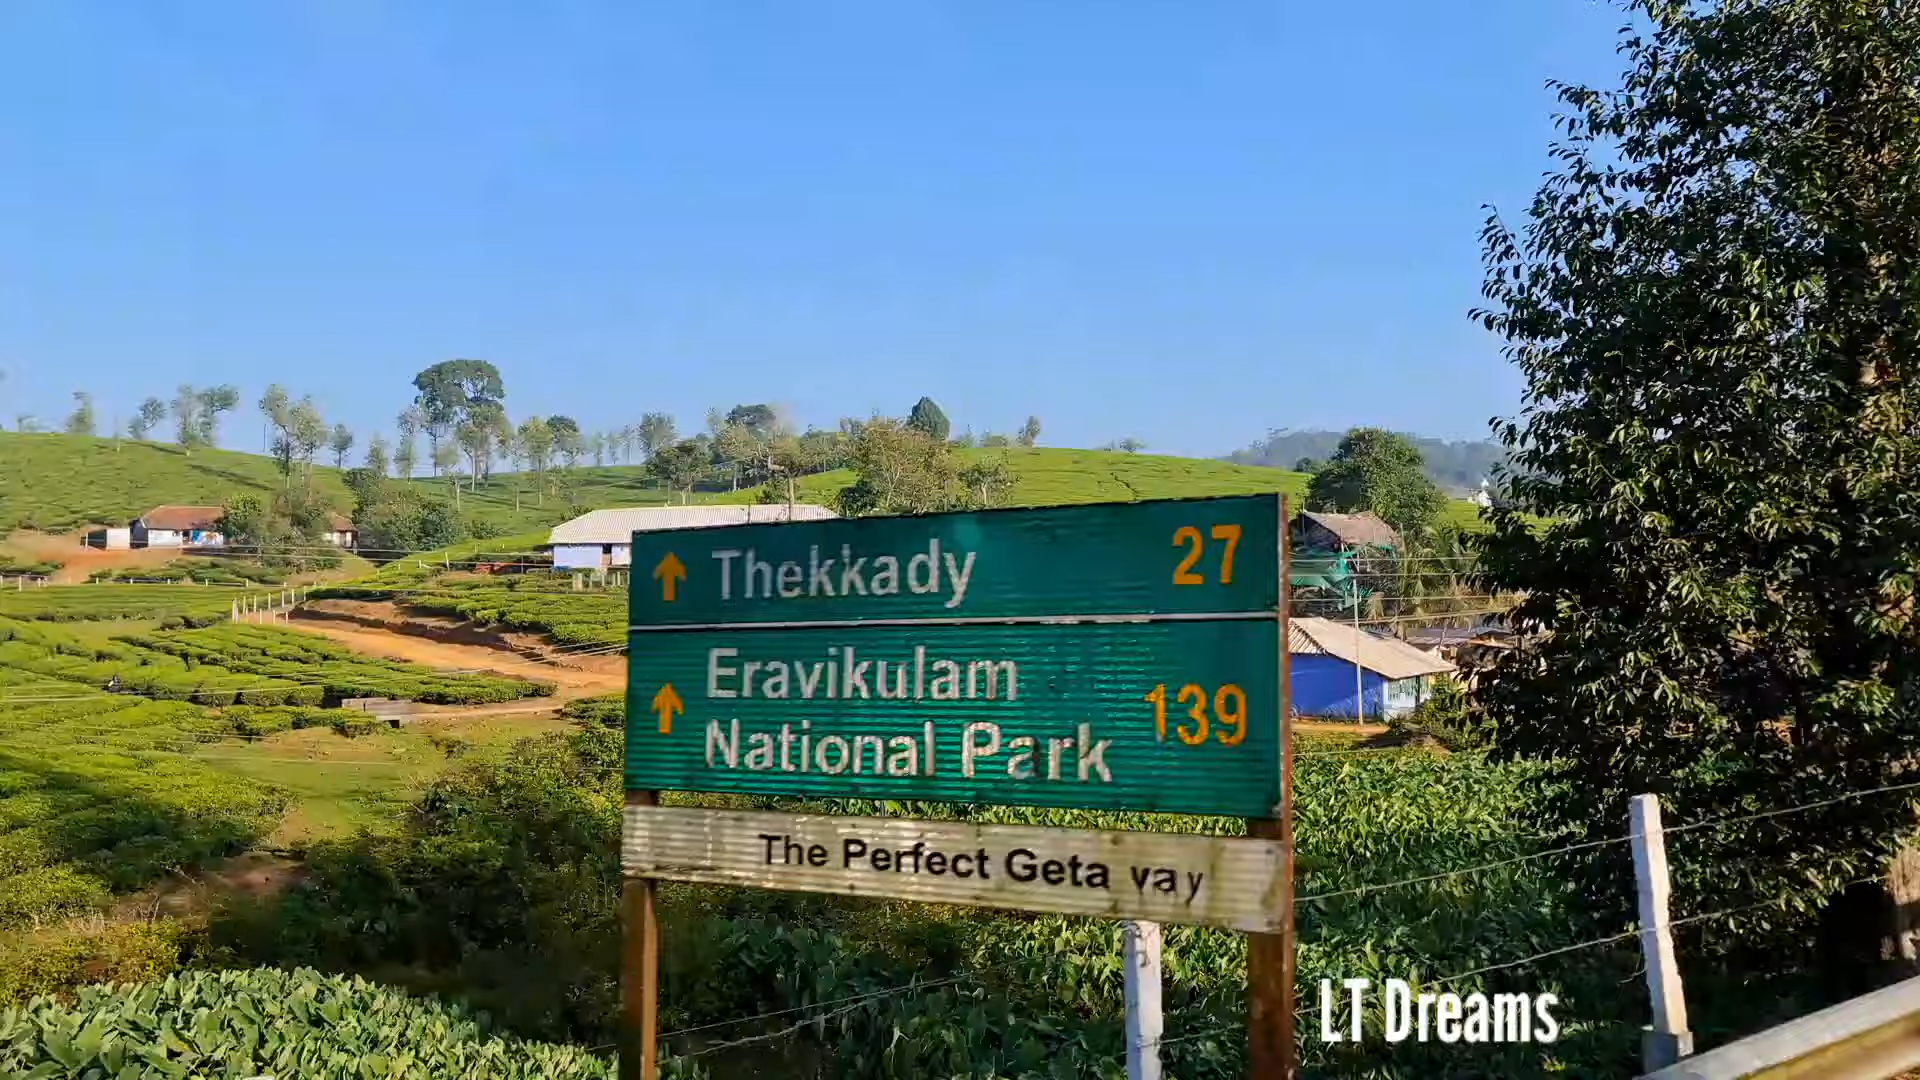 Thekkady 27
Eravikulam
National Park 139
The Perfect Geta vay
LT Dreams